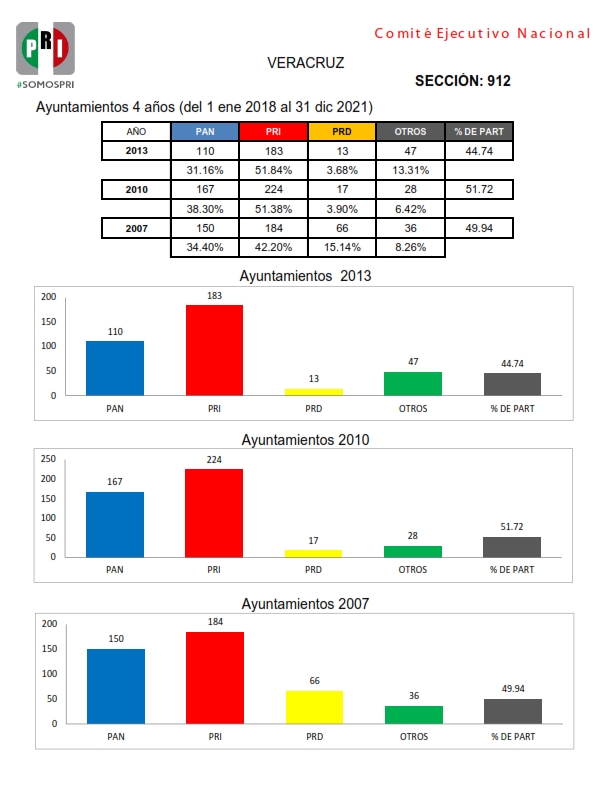 Comité Ejecutivo Nacional
PRI
#SOMOSPRI
VERACRUZ
SECCIÓN: 912
Ayuntamientos 4 años (del 1 ene 2018 al 31 dic 2021)
AÑO PAN PRI PRD OTROS % DE PART
2013 110 183 13 47 44.74
31.16% 51.84% 3.68% 13.31%
2010 167 224 17 28 51.72
38.30% 51.38% 3.90% 6.42%
2007 150 184 66 36 49.94
34.40% 42.20% 15.14% 8.26%
Ayuntamientos 2013
200
150
100
50
0
110 183 13 47 44.74
PAN PRI PRD OTROS % DE PART
Ayuntamientos 2010
250
200
150
100
50
0
167 224 17 28 51.72
PAN PRI PRD OTROS % DE PART
Ayuntamientos 2007
200
150
100
50
0
150 184 66 36 49.94
PAN PRI PRD OTROS % DE PART